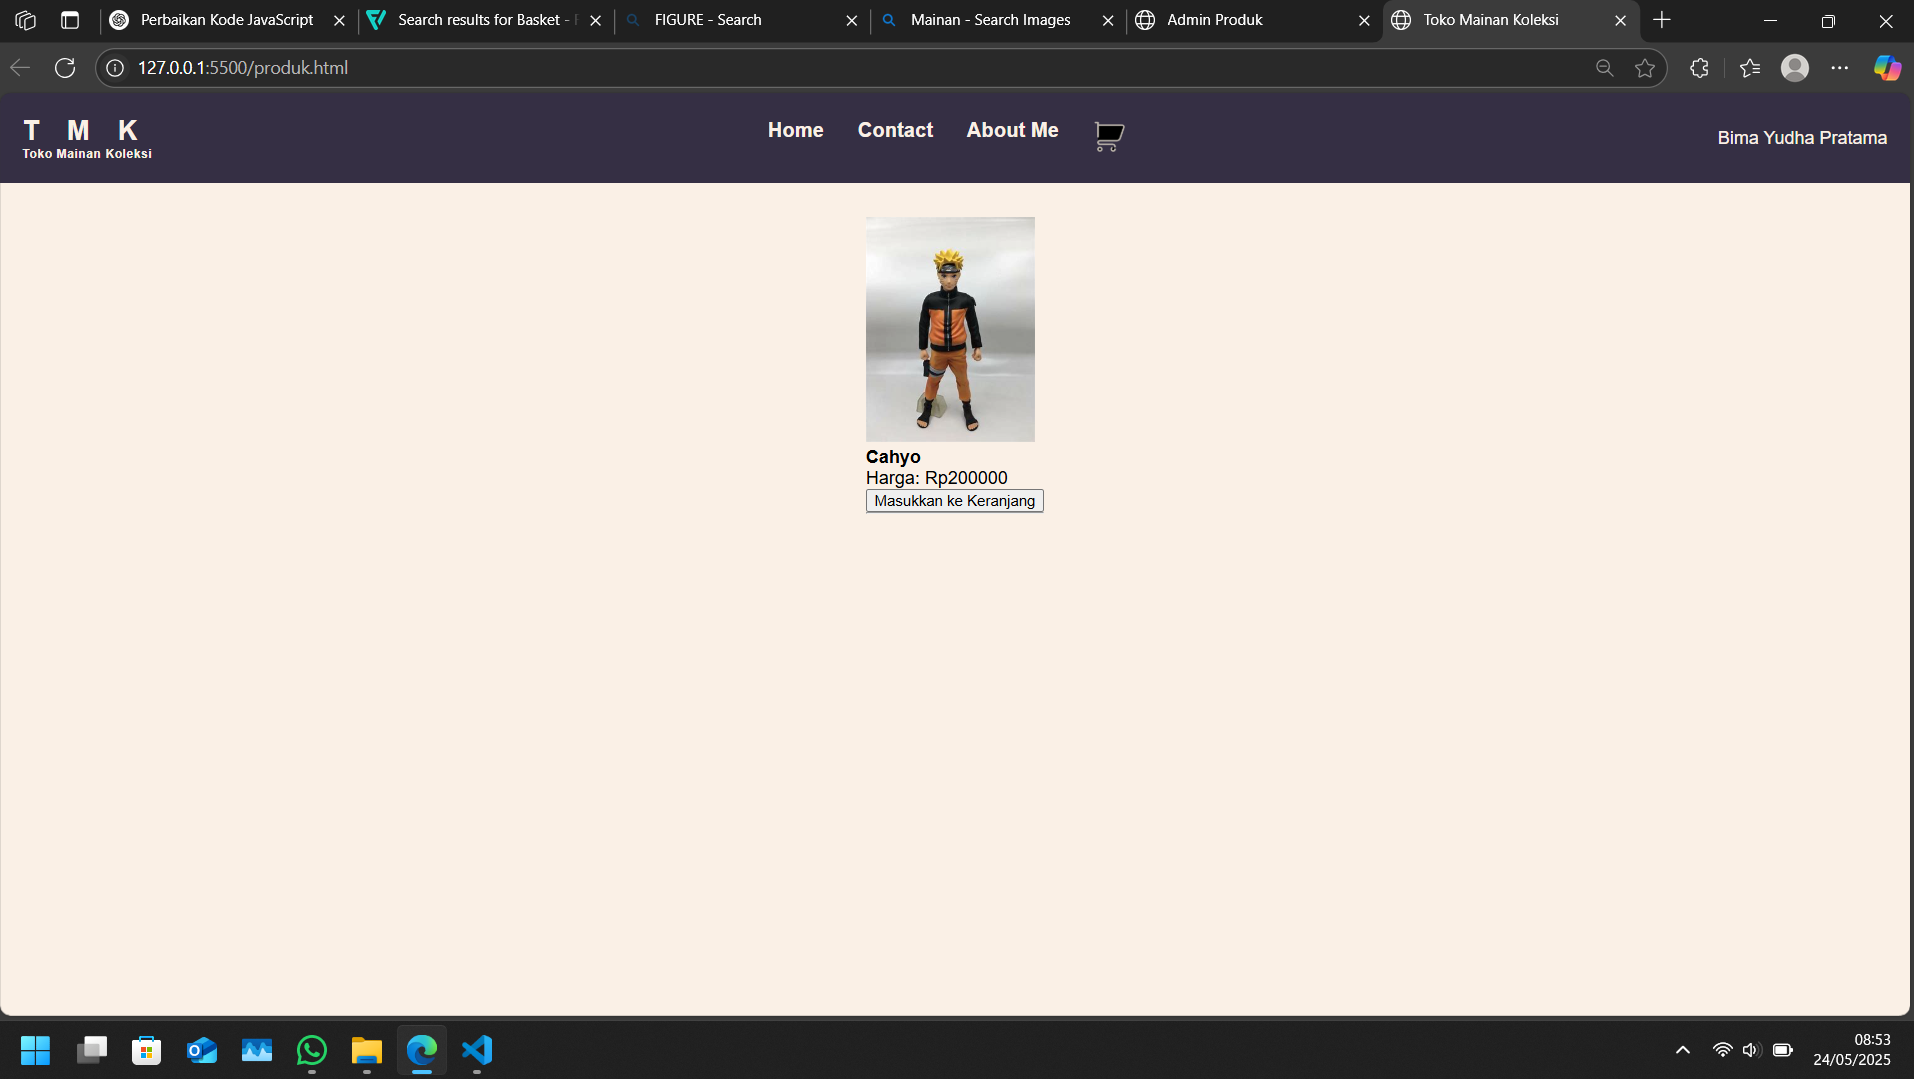 Perbaikan Kode JavaScript
Search results for Basket -
FIGURE - Search
Mainan - Search Images
Admin Produk
Toko Mainan Koleksi
127.0.0.1:5500/produk.html
T M K
Toko Mainan Koleksi
Home
Contact
About Me
Bima Yudha Pratama
Cahyo
Harga: Rp200000
Masukkan ke Keranjang
08:53
24/05/2025